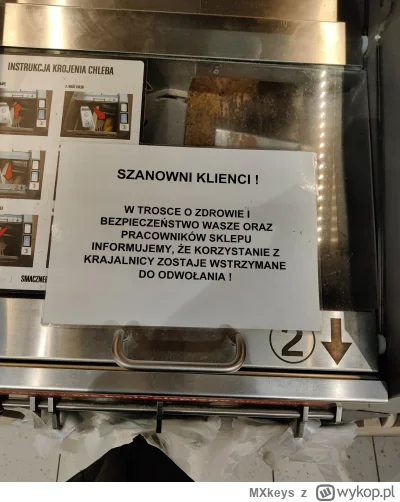 INSTRUKCJA KROJENIA CHLEBA
SZANOWNI KLIENCI !
W TROSCE O ZDROWIE I
BEZPIECZEŃSTWO WASZE ORAZ
PRACOWNIKÓW SKLEPU
INFORMUJEMY, ŻE KORZYSTANIE Z
KRAJALNICY ZOSTAJE WSTRZYMANE
DO ODWOŁANIA !
2
MXkeys z wykop.pl